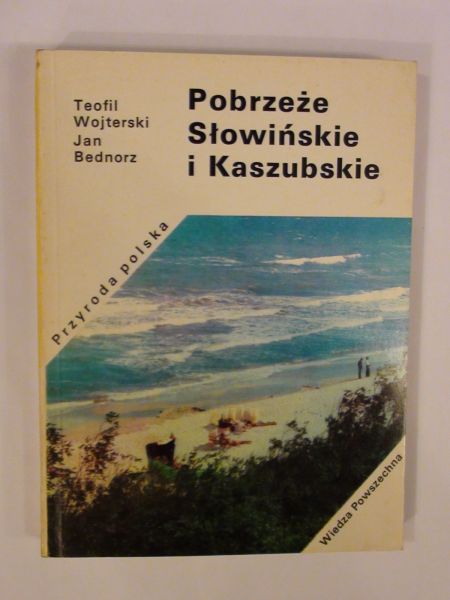 Teofil
Wojterski
Jan
Bednorz
Pobrzeże
Słowińskie
i Kaszubskie
Przyroda polska
Wiedza Powszechna